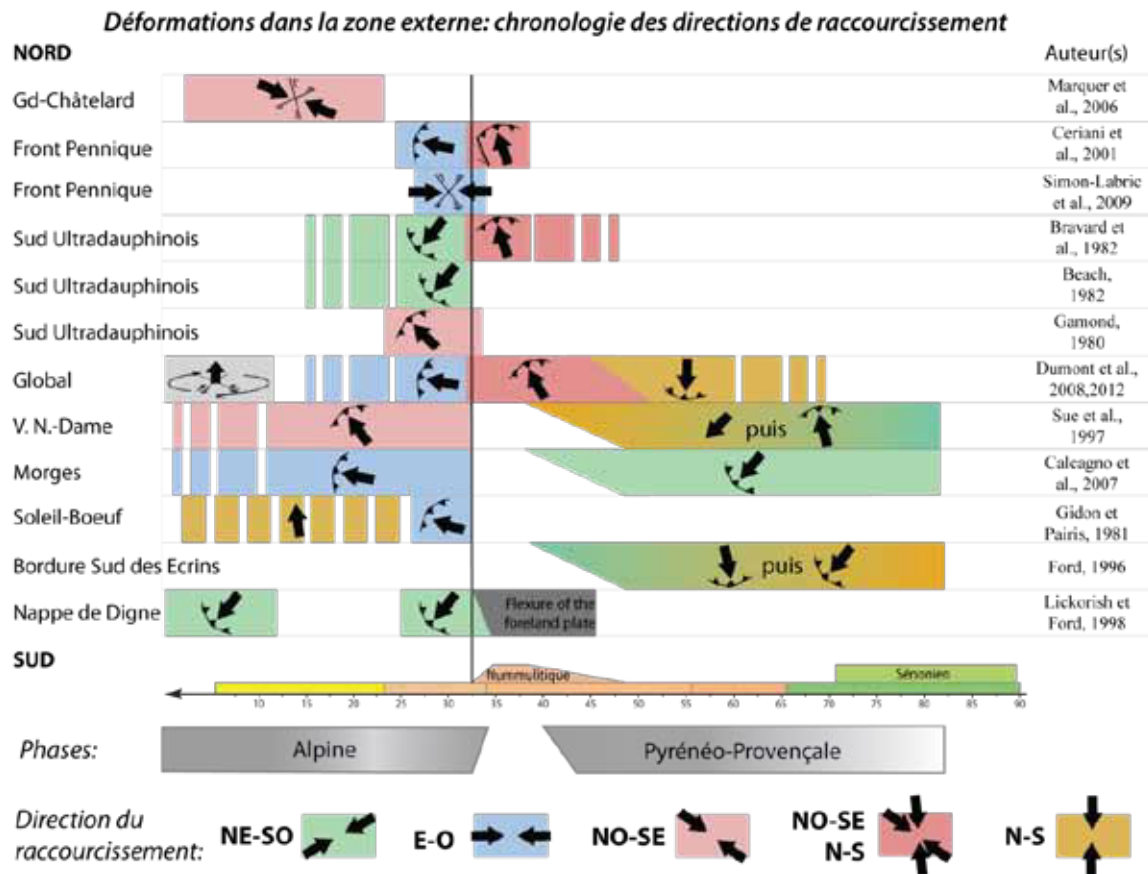 Déformations dans la zone externe: chronologie des directions de raccourcissement
NORD
Auteur(s)
Gd-Châtelard
Marquer et
al., 2006
Front Pennique
Ceriani et
al., 2001
Front Pennique
Simon-Labric
et al., 2009
Sud Ultradauphinois
Bravard et
al., 1982
Sud Ultradauphinois
Beach,
1982
Sud Ultradauphinois
Gamond,
1980
Global
Dumont et al.,
2008,2012
V. N.-Dame
puis
Sue et al.,
1997
Morges
Calcagno et
al., 2007
Soleil-Boeuf
Gidon et
Pairis, 1981
Bordure Sud des Ecrins
puis
Ford, 1996
Nappe de Digne
Flexure of the
foreland plate
Lickorish et
Ford, 1998
SUD
Nummulitique
Sénonien
10 15 20 25 30 35 40 45 50 55 60 65 70 75 80 85 90
Phases:
Alpine
Pyrénéo-Provençale
Direction du
raccourcissement:
NE-SO
E-O
NO-SE
NO-SE
N-S
N-S